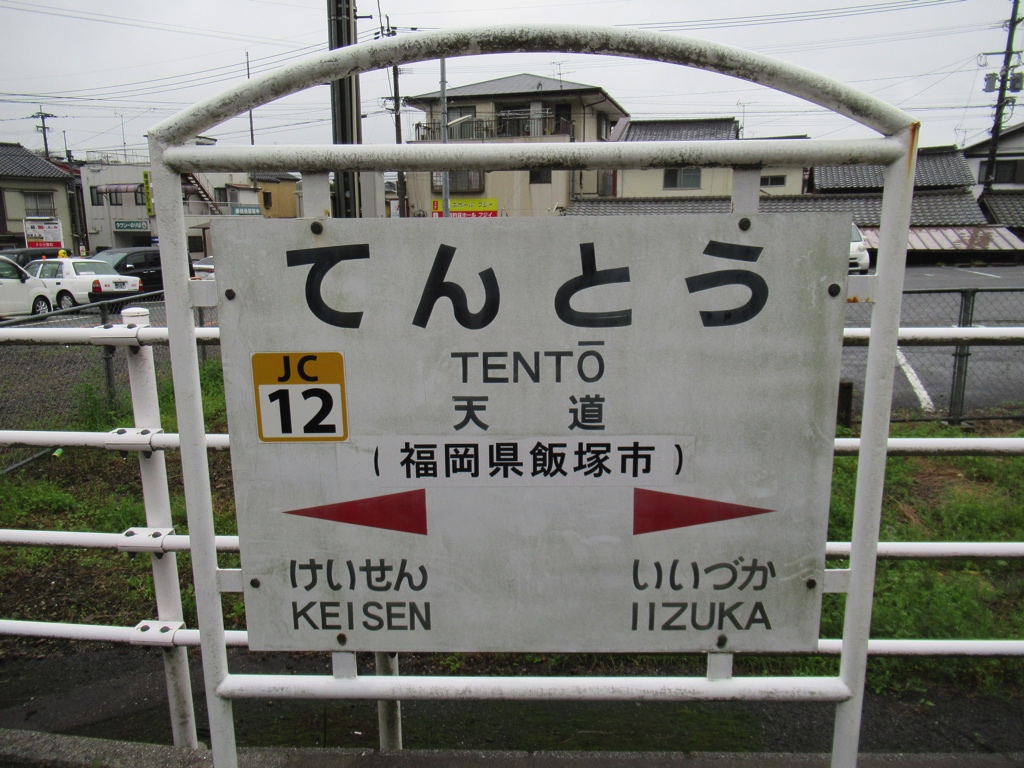 てんとう
JC
12
TENTŌ
天道
(福岡県飯塚市)
けいせん
KEISEN
いいづか
IIZUKA